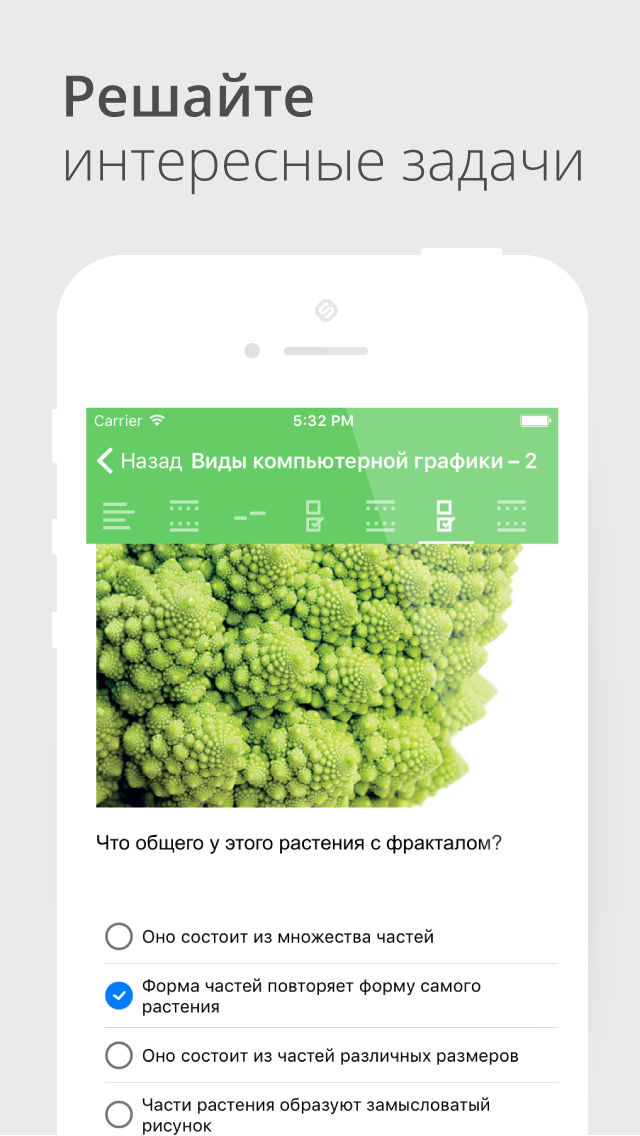 Решайте
интересные задачи
Carrier 5:32 PM
Назад Виды компьютерной графики – 2
Что общего у этого растения с фракталом?
Оно состоит из множества частей
Форма частей повторяет форму самого
растения
Оно состоит из частей различных размеров
Части растения образуют замысловатый
рисунок